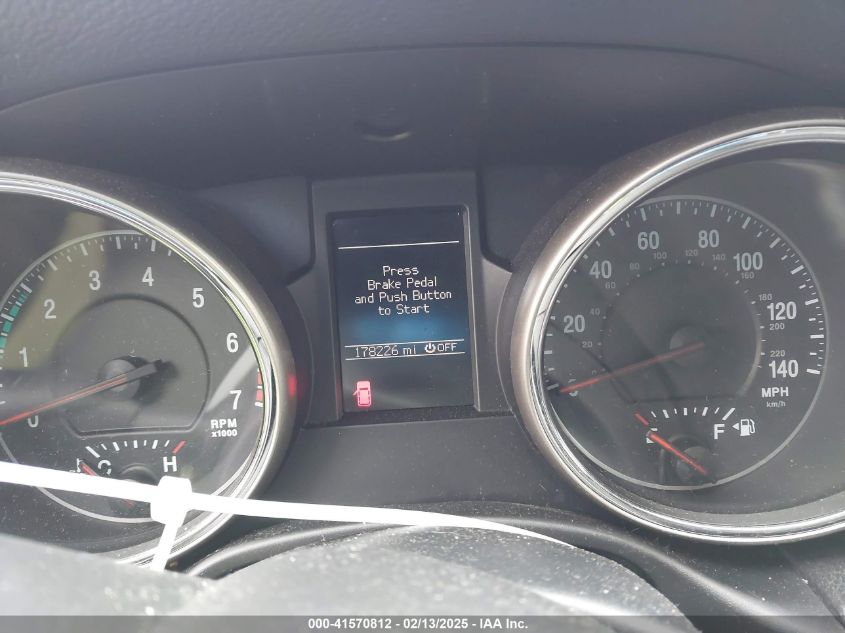 Press
Brake Pedal
and Push Button
to Start
178226 mi OFF
0 1 2 3 4 5 6 7
RPM
x1000
C H
0 20 40 60 80 100 120 140
20 40 60 80 100 120 140 160 180 200 220
MPH
km/h
E F
000-41570812 - 02/13/2025 - IAA Inc.